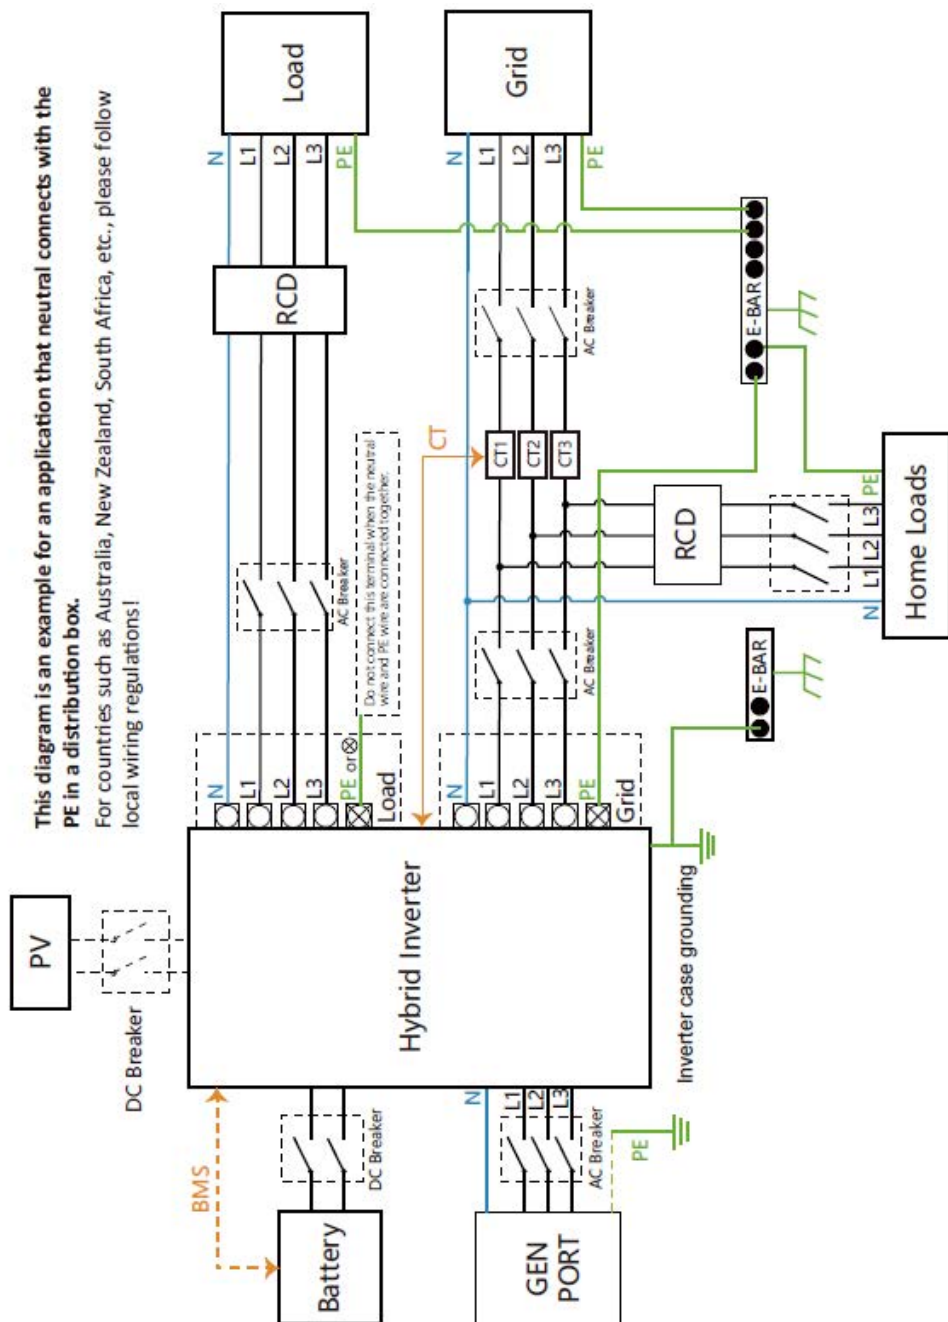 This diagram is an example for an application that neutral connects with the
PE in a distribution box.
For countries such as Australia, New Zealand, South Africa, etc., please follow
local wiring regulations!
PV
DC Breaker
BMS
Battery
DC Breaker
Hybrid Inverter
N
L1
L2
L3
PE or
Load
AC Breaker
Do not connect this terminal when the neutral
wire and PE wire are connected together.
RCD
N
L1
L2
L3
PE
Load
CT
N
L1
L2
L3
PE
Grid
AC Breaker
CT1
CT2
CT3
AC Breaker
N
L1
L2
L3
PE
Grid
GEN
PORT
N
L1
L2
L3
AC Breaker
PE
Inverter case grounding
E-BAR
RCD
N
L1
L2
L3
PE
Home Loads
E-BAR